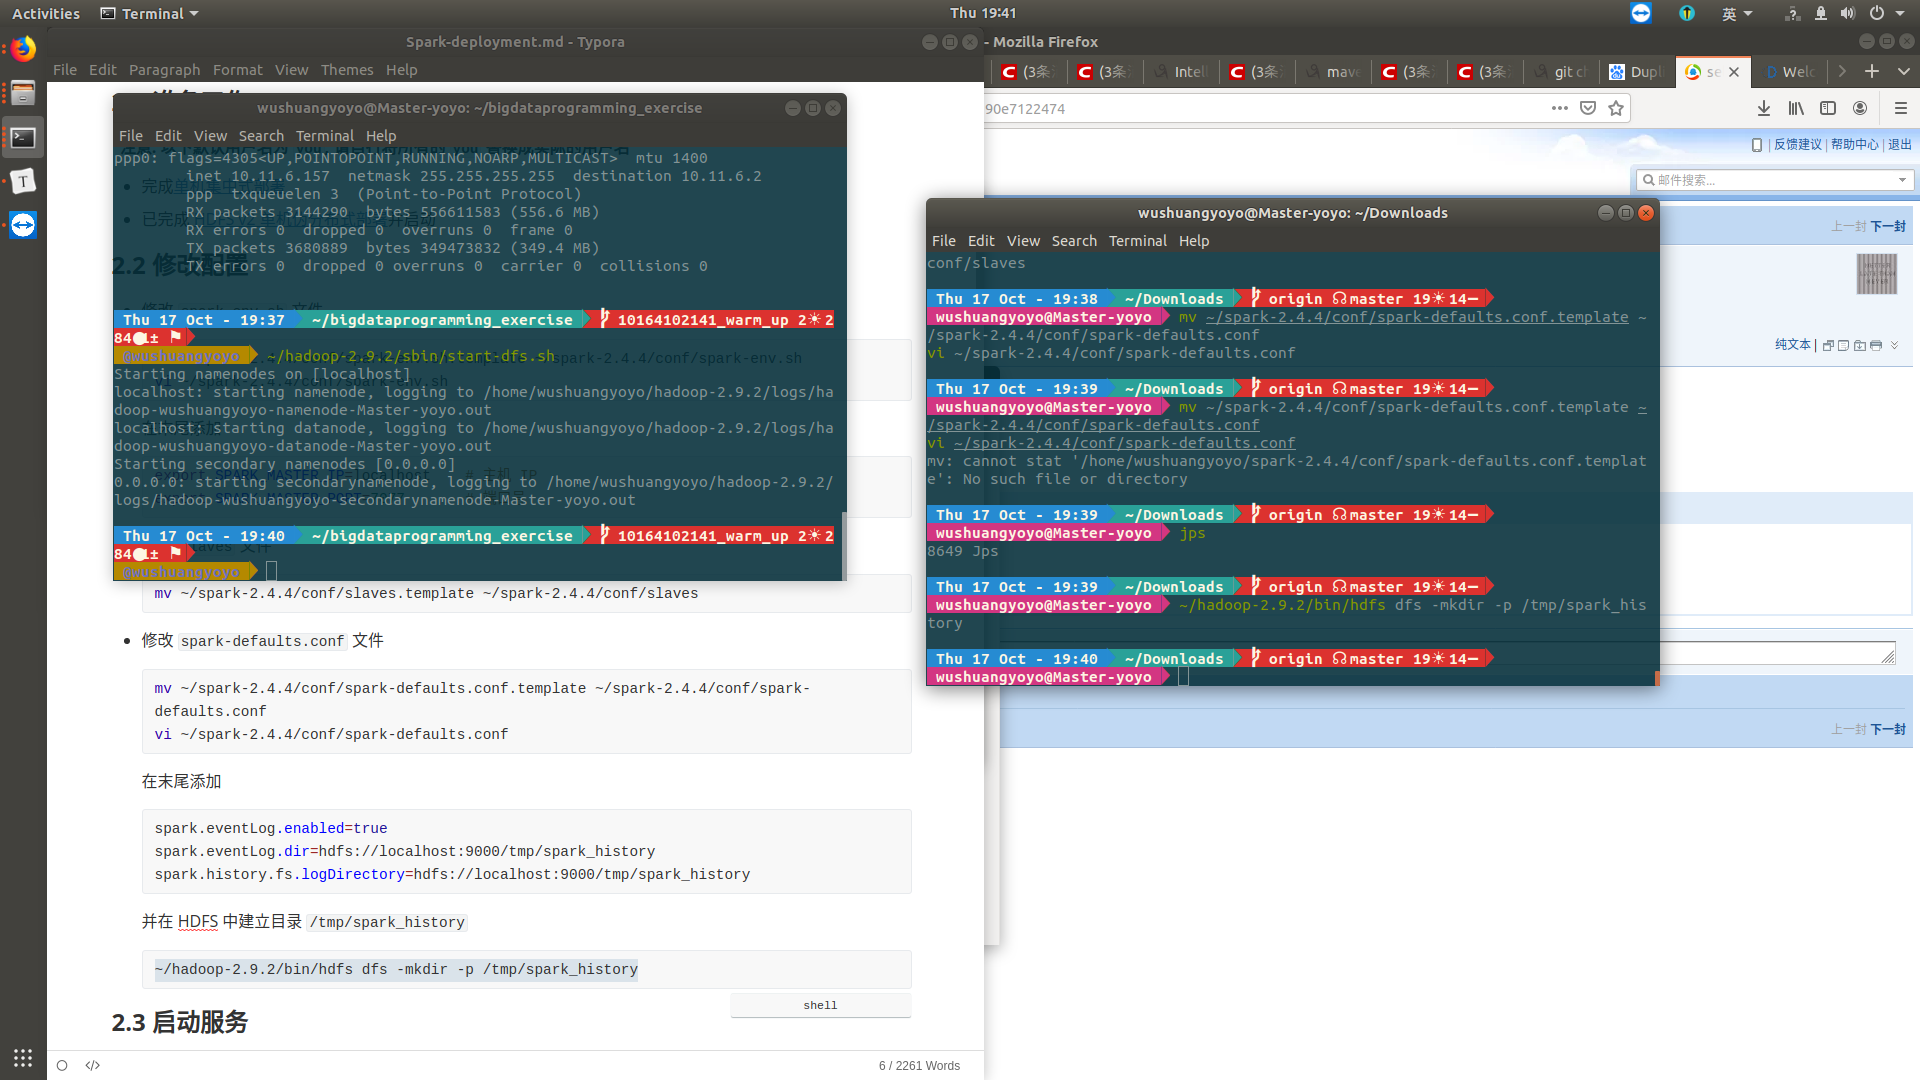 Activities Terminal Thu 19:41 英
Spark-deployment.md - Typora
File Edit Paragraph Format View Themes Help
- Mozilla Firefox
(3条 (3条 Intell (3条 mav (3条 (3条 git ch Dupl se Welc
90e7122474
反馈建议 | 帮助中心 | 退出
邮件搜索...
上一封 下一封
纯文本 |
上一封 下一封
wushuangyoyo@Master-yoyo: ~/bigdataprogramming_exercise
File Edit View Search Terminal Help
ppp0: flags=4305<UP,POINTOPOINT,RUNNING,NOARP,MULTICAST>  mtu 1400
inet 10.11.6.157  netmask 255.255.255.255  destination 10.11.6.2
ppp  txqueuelen 3  (Point-to-Point Protocol)
RX packets 3144290  bytes 556611583 (556.6 MB)
RX errors 0  dropped 0  overruns 0  frame 0
TX packets 3680889  bytes 349473832 (349.4 MB)
TX errors 0  dropped 0 overruns 0  carrier 0  collisions 0
Thu 17 Oct - 19:37 ~/bigdataprogramming_exercise 10164102141_warm_up 2☀2
84●1± ⚑
@wushuangyoyo ~/hadoop-2.9.2/sbin/start-dfs.sh
Starting namenodes on [localhost]
localhost: starting namenode, logging to /home/wushuangyoyo/hadoop-2.9.2/logs/ha
doop-wushuangyoyo-namenode-Master-yoyo.out
localhost: starting datanode, logging to /home/wushuangyoyo/hadoop-2.9.2/logs/ha
doop-wushuangyoyo-datanode-Master-yoyo.out
Starting secondary namenodes [0.0.0.0]
0.0.0.0: starting secondarynamenode, logging to /home/wushuangyoyo/hadoop-2.9.2/
logs/hadoop-wushuangyoyo-secondarynamenode-Master-yoyo.out
Thu 17 Oct - 19:40 ~/bigdataprogramming_exercise 10164102141_warm_up 2☀2
84●1± ⚑
@wushuangyoyo
2.2 修改配置
mv ~/spark-2.4.4/conf/slaves.template ~/spark-2.4.4/conf/slaves
修改 spark-defaults.conf 文件
mv ~/spark-2.4.4/conf/spark-defaults.conf.template ~/spark-2.4.4/conf/spark-
defaults.conf
vi ~/spark-2.4.4/conf/spark-defaults.conf
在末尾添加
spark.eventLog.enabled=true
spark.eventLog.dir=hdfs://localhost:9000/tmp/spark_history
spark.history.fs.logDirectory=hdfs://localhost:9000/tmp/spark_history
并在 HDFS 中建立目录 /tmp/spark_history
~/hadoop-2.9.2/bin/hdfs dfs -mkdir -p /tmp/spark_history
shell
2.3 启动服务
6 / 2261 Words
wushuangyoyo@Master-yoyo: ~/Downloads
File Edit View Search Terminal Help
conf/slaves
Thu 17 Oct - 19:38 ~/Downloads origin ☊master 19☀14–
wushuangyoyo@Master-yoyo mv ~/spark-2.4.4/conf/spark-defaults.conf.template ~
/spark-2.4.4/conf/spark-defaults.conf
vi ~/spark-2.4.4/conf/spark-defaults.conf
Thu 17 Oct - 19:39 ~/Downloads origin ☊master 19☀14–
wushuangyoyo@Master-yoyo mv ~/spark-2.4.4/conf/spark-defaults.conf.template ~
/spark-2.4.4/conf/spark-defaults.conf
vi ~/spark-2.4.4/conf/spark-defaults.conf
mv: cannot stat '/home/wushuangyoyo/spark-2.4.4/conf/spark-defaults.conf.templat
e': No such file or directory
Thu 17 Oct - 19:39 ~/Downloads origin ☊master 19☀14–
wushuangyoyo@Master-yoyo jps
8649 Jps
Thu 17 Oct - 19:39 ~/Downloads origin ☊master 19☀14–
wushuangyoyo@Master-yoyo ~/hadoop-2.9.2/bin/hdfs dfs -mkdir -p /tmp/spark_his
tory
Thu 17 Oct - 19:40 ~/Downloads origin ☊master 19☀14–
wushuangyoyo@Master-yoyo